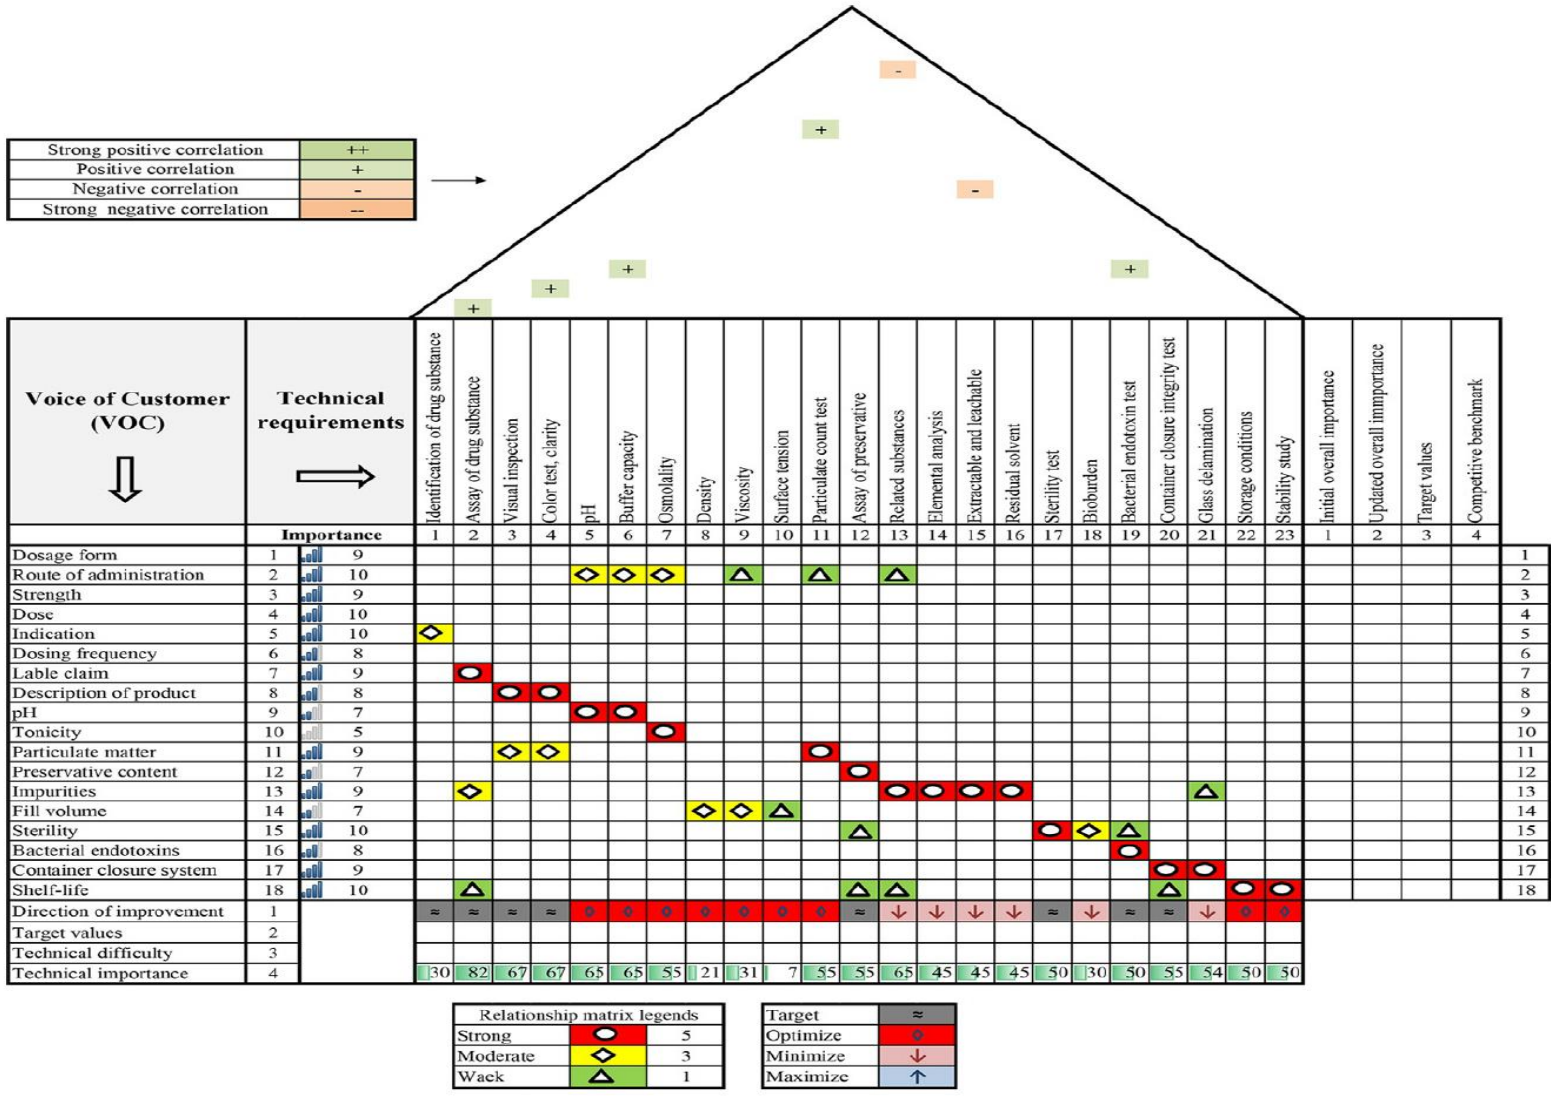 -
+
Strong positive correlation ++
Positive correlation +
Negative correlation -
Strong negative correlation --
-
+
+
+
+
Voice of Customer
(VOC)
Technical
requirements
Identification of drug substance
Assay of drug substance
Visual inspection
Color test, clarity
pH
Buffer capacity
Osmolality
Density
Viscosity
Surface tension
Particulate count test
Assay of preservative
Related substances
Elemental analysis
Extractable and leachable
Residual solvent
Sterility test
Bioburden
Bacterial endotoxin test
Container closure integrity test
Glass delamination
Storage conditions
Stability study
Initial overall importance
Updated overall immportance
Target values
Competitive benchmark
Importance 1 2 3 4 5 6 7 8 9 10 11 12 13 14 15 16 17 18 19 20 21 22 23 1 2 3 4
Dosage form 1 9 1
Route of administration 2 10 2
Strength 3 9 3
Dose 4 10 4
Indication 5 10 5
Dosing frequency 6 8 6
Lable claim 7 9 7
Description of product 8 8 8
pH 9 7 9
Tonicity 10 5 10
Particulate matter 11 9 11
Preservative content 12 7 12
Impurities 13 9 13
Fill volume 14 7 14
Sterility 15 10 15
Bacterial endotoxins 16 8 16
Container closure system 17 9 17
Shelf-life 18 10 18
Direction of improvement 1 ≈ ≈ ≈ ≈ ◊ ◊ ◊ ◊ ◊ ◊ ◊ ≈ ↓ ↓ ↓ ↓ ≈ ↓ ≈ ≈ ↓ ◊ ◊
Target values 2
Technical difficulty 3
Technical importance 4 30 82 67 67 65 65 55 21 31 7 55 55 65 45 45 45 50 30 50 55 54 50 50
Relationship matrix legends
Strong 5
Moderate 3
Wack 1
Target ≈
Optimize ◊
Minimize ↓
Maximize ↑